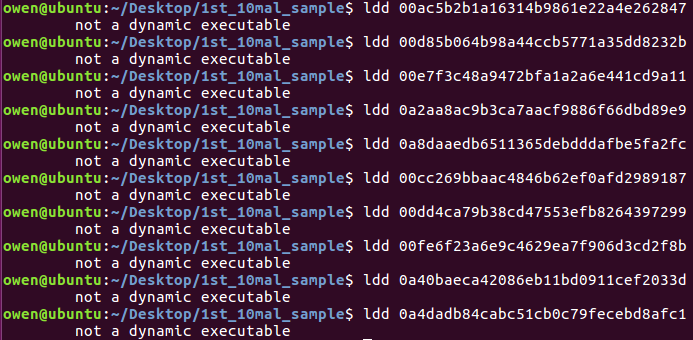 owen@ubuntu:~/Desktop/1st_10mal_sample$ ldd 00ac5b2b1a16314b9861e22a4e262847
not a dynamic executable
owen@ubuntu:~/Desktop/1st_10mal_sample$ ldd 00d85b064b98a44ccb5771a35dd8232b
not a dynamic executable
owen@ubuntu:~/Desktop/1st_10mal_sample$ ldd 00e7f3c48a9472bfa1a2a6e441cd9a11
not a dynamic executable
owen@ubuntu:~/Desktop/1st_10mal_sample$ ldd 0a2aa8ac9b3ca7aacf9886f66dbd89e9
not a dynamic executable
owen@ubuntu:~/Desktop/1st_10mal_sample$ ldd 0a8daaedb6511365debdddafbe5fa2fc
not a dynamic executable
owen@ubuntu:~/Desktop/1st_10mal_sample$ ldd 00cc269bbaac4846b62ef0afd2989187
not a dynamic executable
owen@ubuntu:~/Desktop/1st_10mal_sample$ ldd 00dd4ca79b38cd47553efb8264397299
not a dynamic executable
owen@ubuntu:~/Desktop/1st_10mal_sample$ ldd 00fe6f23a6e9c4629ea7f906d3cd2f8b
not a dynamic executable
owen@ubuntu:~/Desktop/1st_10mal_sample$ ldd 0a40baeca42086eb11bd0911cef2033d
not a dynamic executable
owen@ubuntu:~/Desktop/1st_10mal_sample$ ldd 0a4dadb84cabc51cb0c79fecebd8afc1
not a dynamic executable